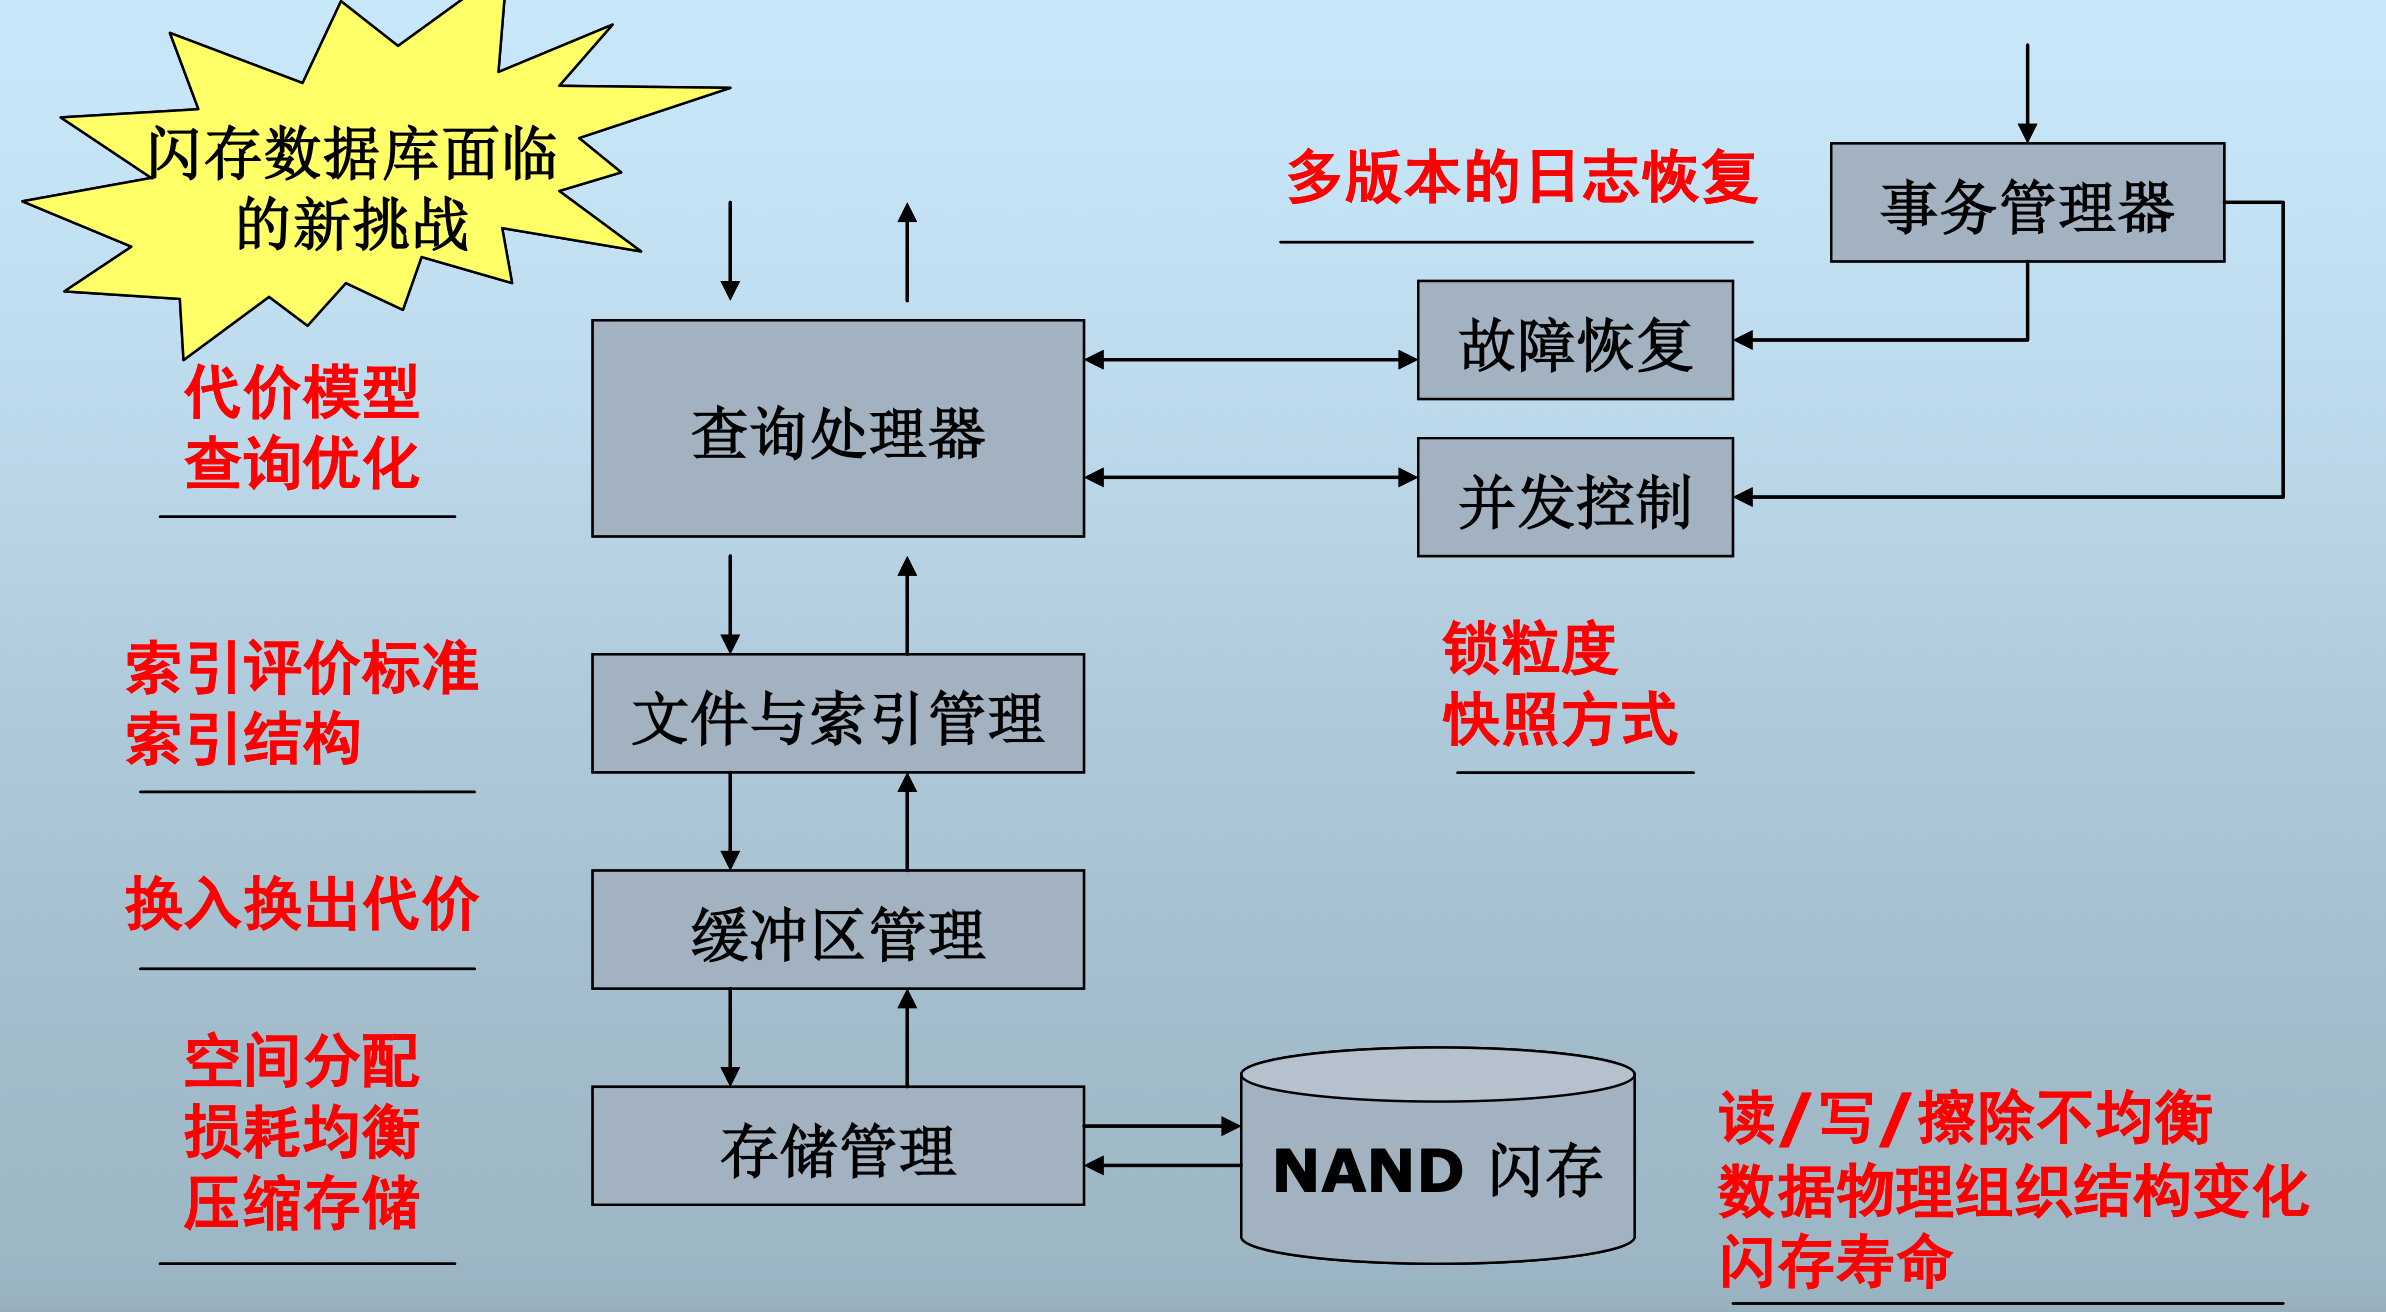 闪存数据库面临
的新挑战
多版本的日志恢复
事务管理器
故障恢复
代价模型
查询优化
查询处理器
并发控制
索引评价标准
索引结构
文件与索引管理
锁粒度
快照方式
换入换出代价
缓冲区管理
空间分配
损耗均衡
压缩存储
存储管理
NAND 闪存
读/写/擦除不均衡
数据物理组织结构变化
闪存寿命